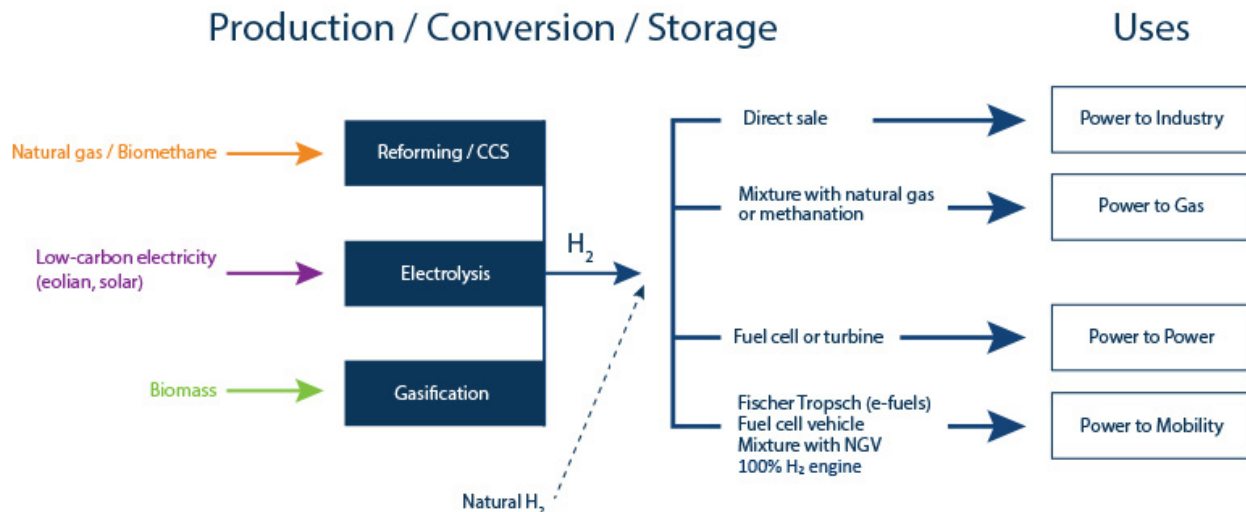 Production / Conversion / Storage
Uses
Natural gas / Biomethane
Reforming / CCS
Low-carbon electricity
(eolian, solar)
Electrolysis
Biomass
Gasification
H₂
Natural H₂
Direct sale
Power to Industry
Mixture with natural gas
or methanation
Power to Gas
Fuel cell or turbine
Power to Power
Fischer Tropsch (e-fuels)
Fuel cell vehicle
Mixture with NGV
100% H₂ engine
Power to Mobility